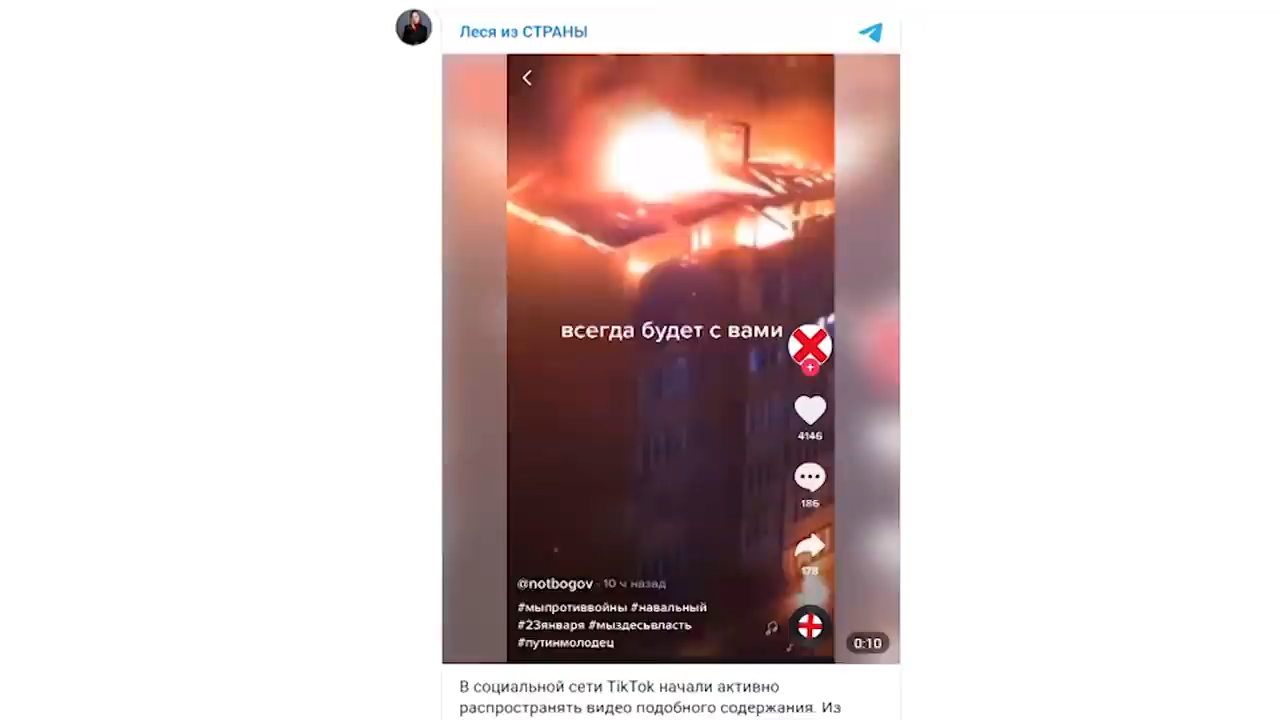 Леся из СТРАНЫ
всегда будет с вами
4146
186
178
@notbogov · 10 ч назад
#мыпротиввойны #навальный
#23января #мыздесьвласть
#путинмолодец
0:10
В социальной сети TikTok начали активно
распространять видео подобного содержания. Из